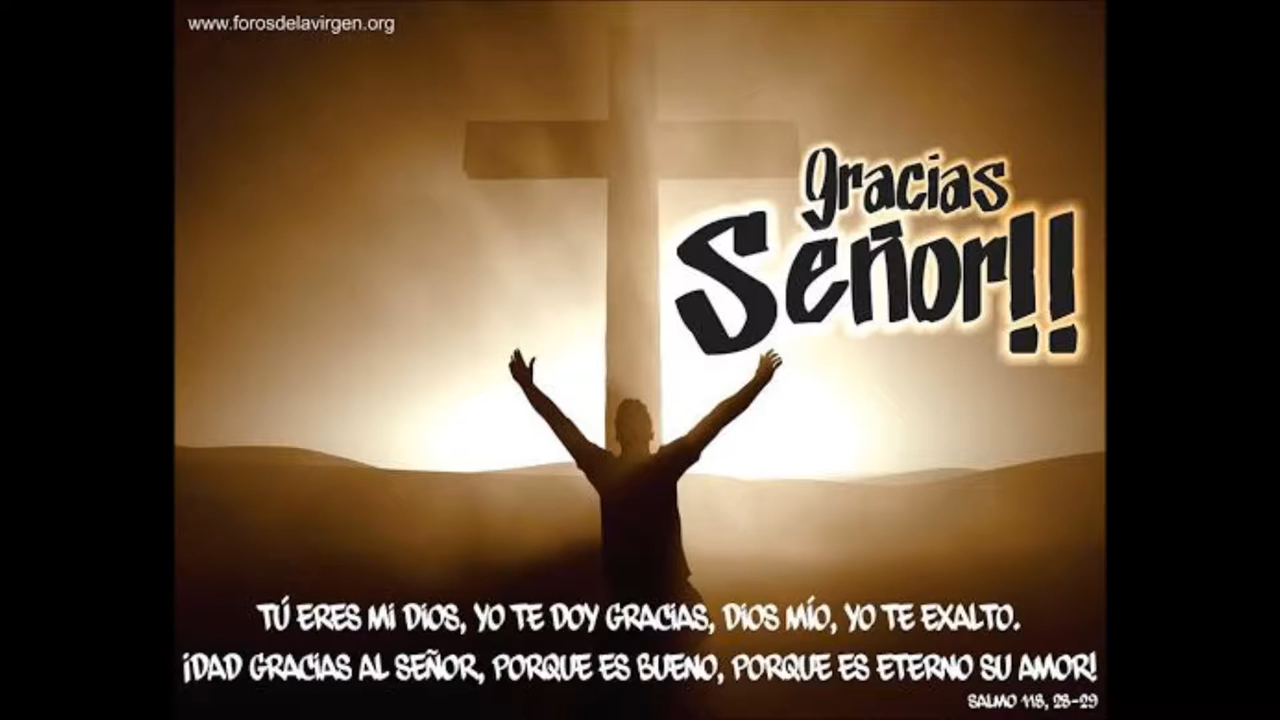 www.forosdelavirgen.org
gracias
Señor!!
TÚ ERES MI DIOS, YO TE DOY GRACIAS, DIOS MÍO, YO TE EXALTO.
¡DAD GRACIAS AL SEÑOR, PORQUE ES BUENO, PORQUE ES ETERNO SU AMOR!
SALMO 118, 28-29